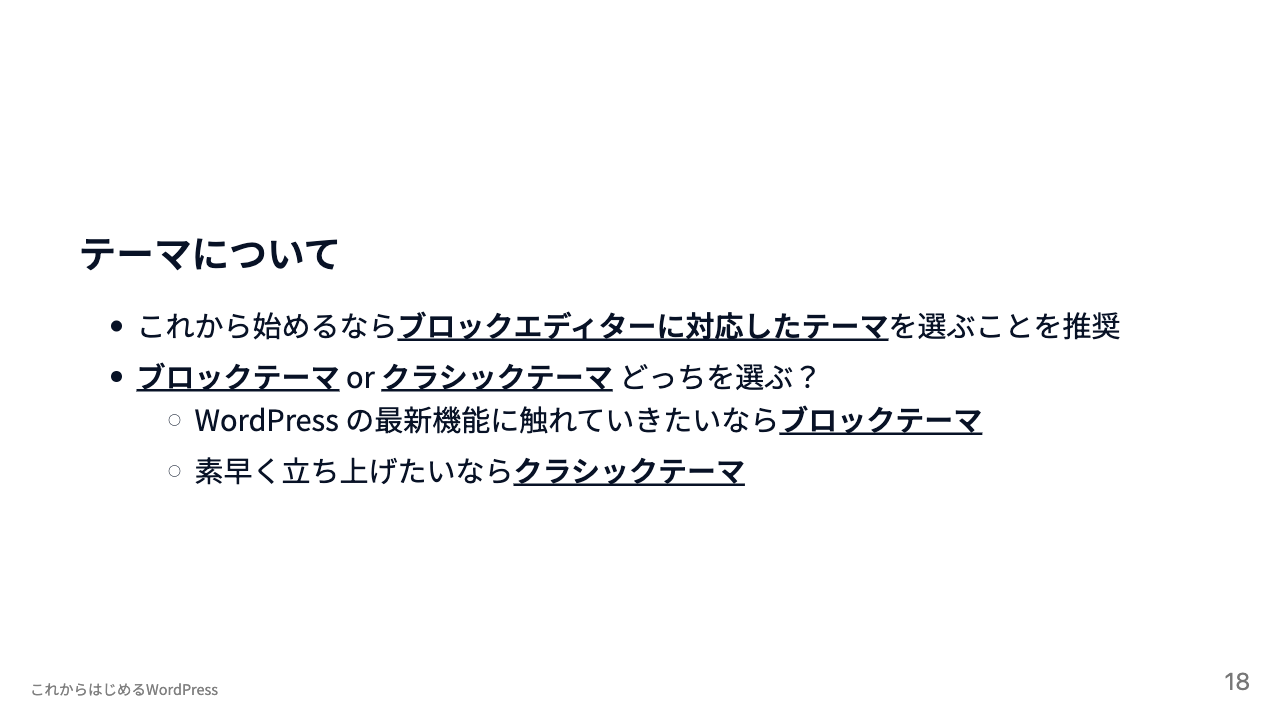 テーマについて
これから始めるならブロックエディターに対応したテーマを選ぶことを推奨
ブロックテーマ or クラシックテーマ どっちを選ぶ？
WordPress の最新機能に触れていきたいならブロックテーマ
素早く立ち上げたいならクラシックテーマ
これからはじめるWordPress
18